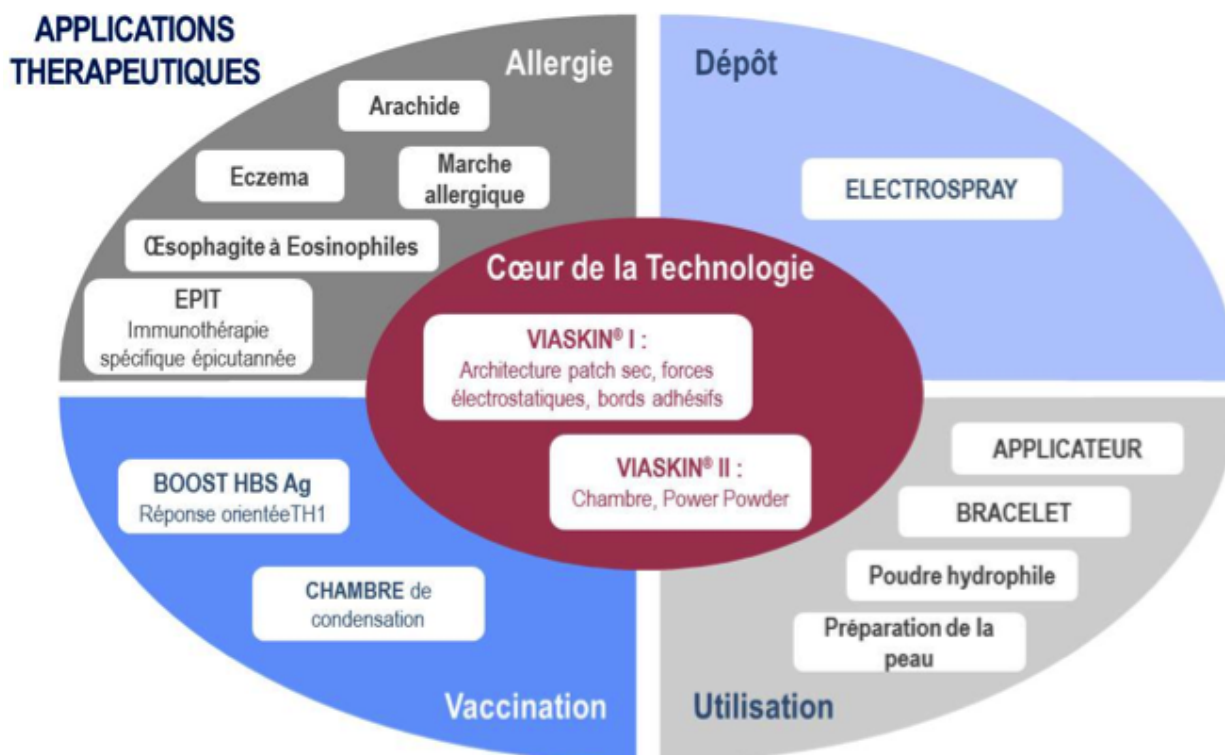 APPLICATIONS
THERAPEUTIQUES
Allergie
Arachide
Eczema
Marche
allergique
Œsophagite à Eosinophiles
EPIT
Immunothérapie
spécifique épicutannée
Dépôt
ELECTROSPRAY
Cœur de la Technologie
VIASKIN® I :
Architecture patch sec, forces
électrostatiques, bords adhésifs
VIASKIN® II :
Chambre, Power Powder
BOOST HBS Ag
Réponse orientéeTH1
CHAMBRE de
condensation
Vaccination
APPLICATEUR
BRACELET
Poudre hydrophile
Préparation de la
peau
Utilisation